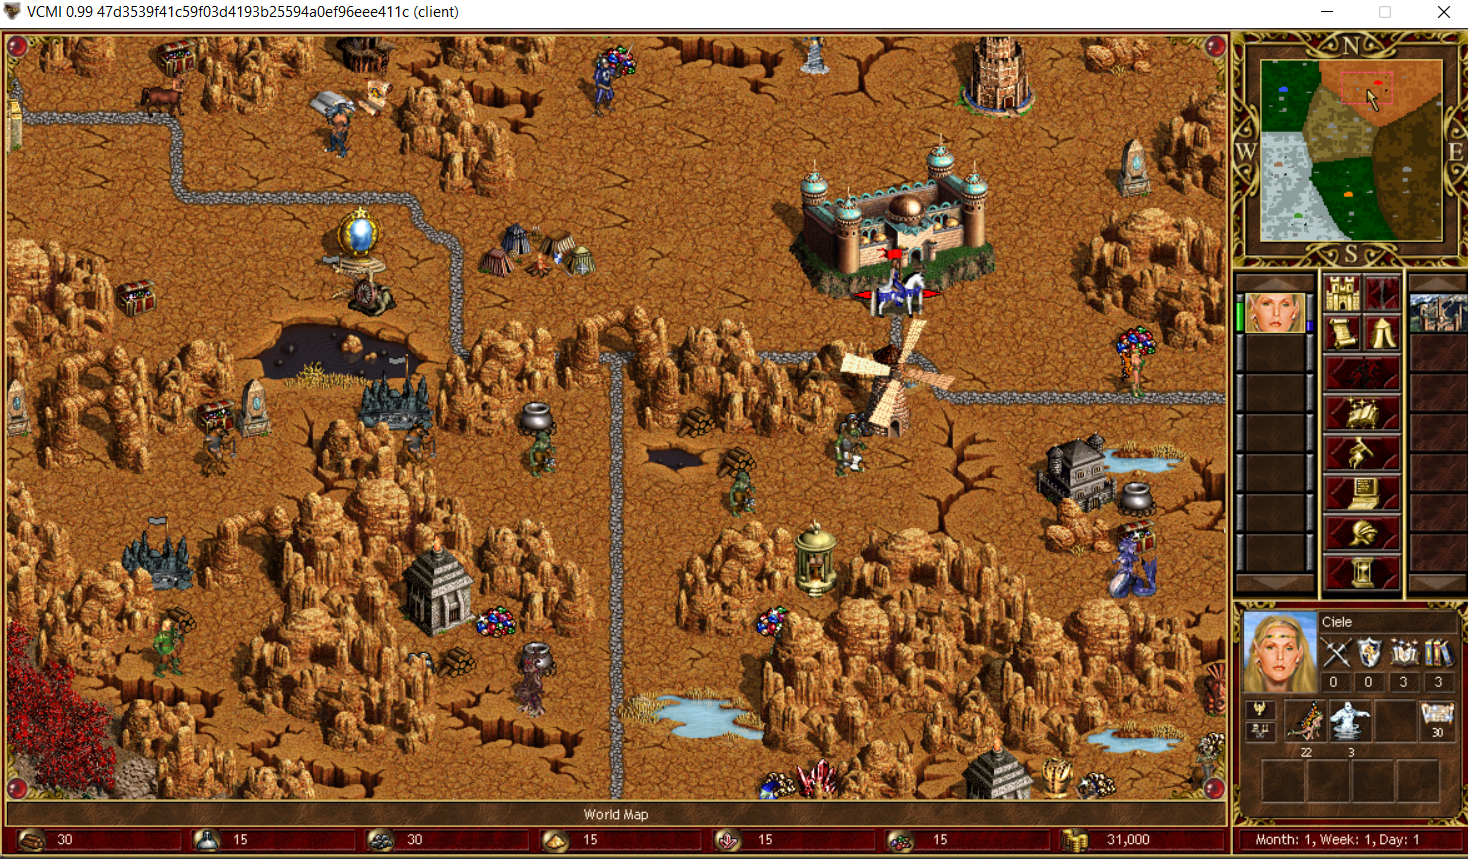 VCMI 0.99 47d3539f41c59f03d4193b25594a0ef96eee411c (client)
N
W
E
S
Ciele
0 0 3 3
30
22 3
World Map
30 15 30 15 15 15 31,000 Month: 1, Week: 1, Day: 1